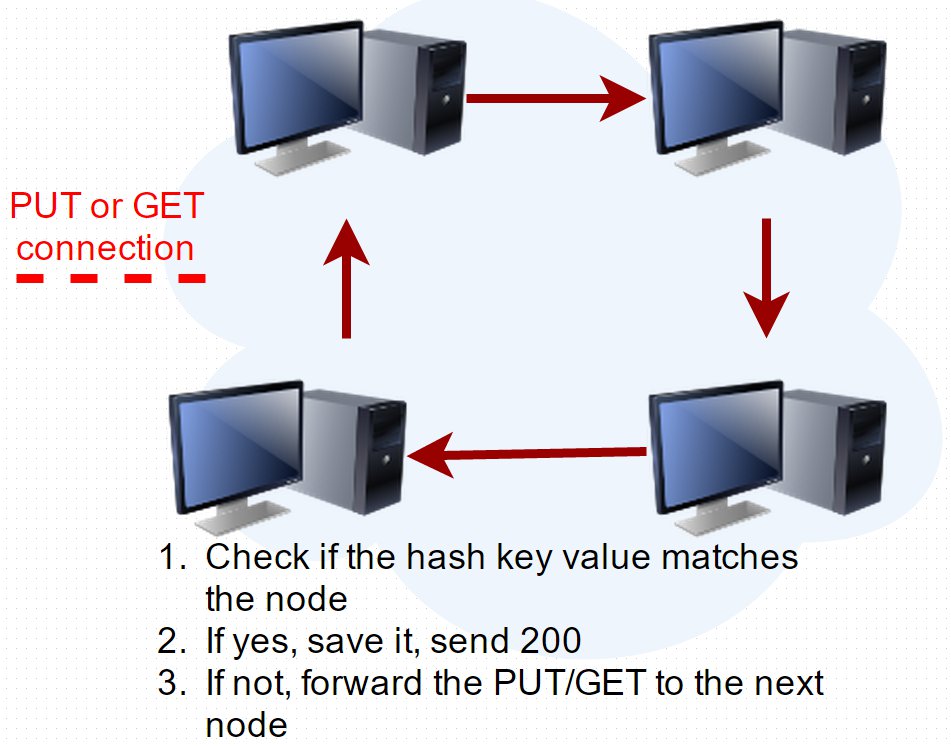 PUT or GET
connection
1. Check if the hash key value matches
the node
2. If yes, save it, send 200
3. If not, forward the PUT/GET to the next
node